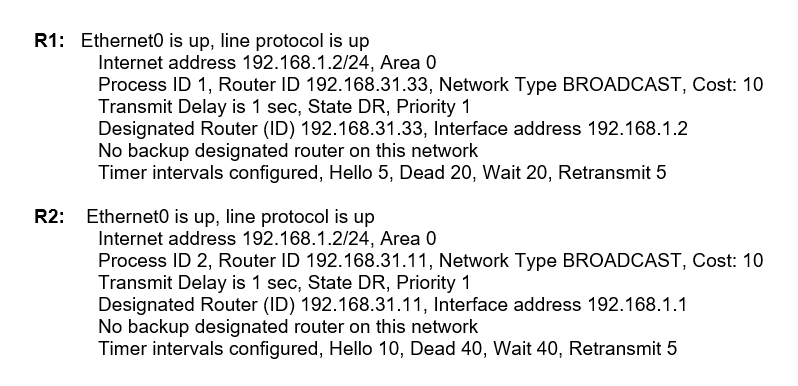 R1: Ethernet0 is up, line protocol is up
Internet address 192.168.1.2/24, Area 0
Process ID 1, Router ID 192.168.31.33, Network Type BROADCAST, Cost: 10
Transmit Delay is 1 sec, State DR, Priority 1
Designated Router (ID) 192.168.31.33, Interface address 192.168.1.2
No backup designated router on this network
Timer intervals configured, Hello 5, Dead 20, Wait 20, Retransmit 5
R2: Ethernet0 is up, line protocol is up
Internet address 192.168.1.2/24, Area 0
Process ID 2, Router ID 192.168.31.11, Network Type BROADCAST, Cost: 10
Transmit Delay is 1 sec, State DR, Priority 1
Designated Router (ID) 192.168.31.11, Interface address 192.168.1.1
No backup designated router on this network
Timer intervals configured, Hello 10, Dead 40, Wait 40, Retransmit 5